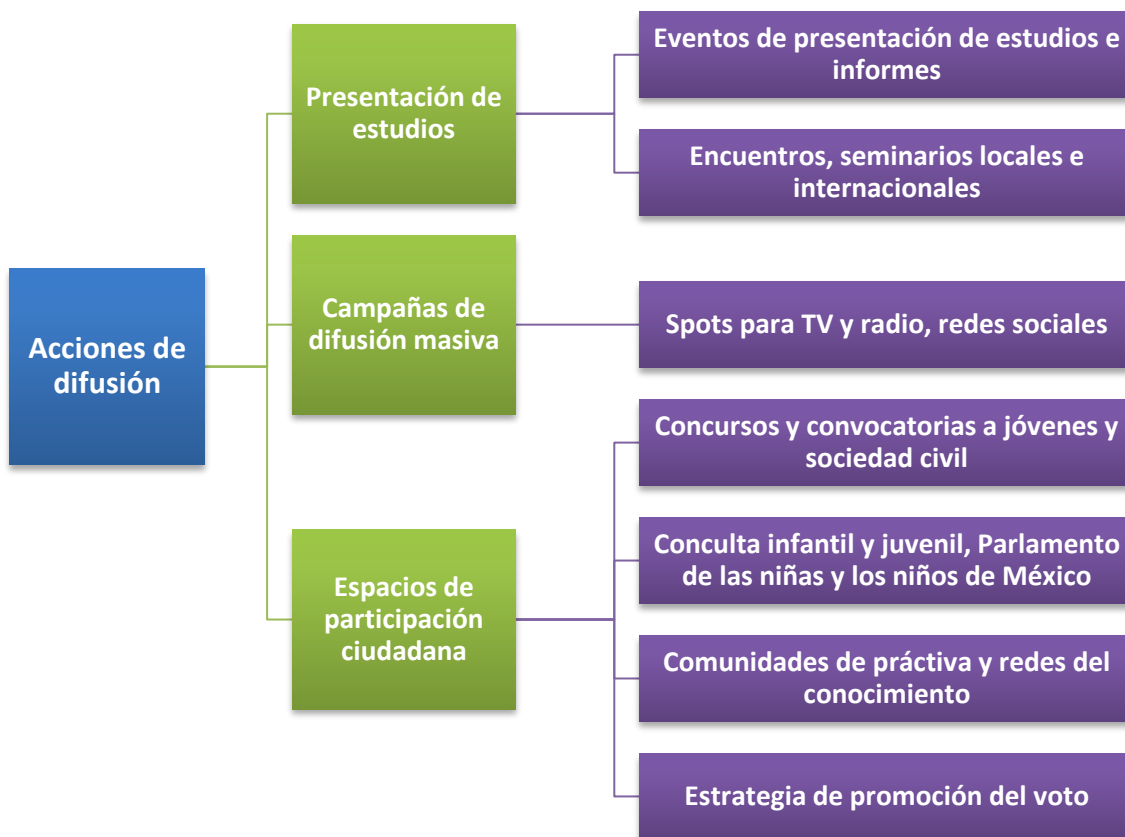 Acciones de
difusión
Presentación de
estudios
Eventos de presentación de estudios e
informes
Encuentros, seminarios locales e
internacionales
Campañas de
difusión masiva
Spots para TV y radio, redes sociales
Espacios de
participación
ciudadana
Concursos y convocatorias a jóvenes y
sociedad civil
Conculta infantil y juvenil, Parlamento
de las niñas y los niños de México
Comunidades de práctiva y redes del
conocimiento
Estrategia de promoción del voto